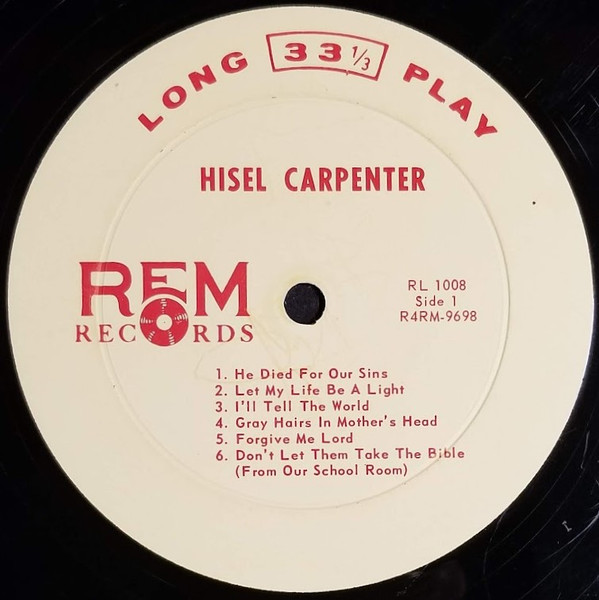 LONG 33 1/3 PLAY
HISEL CARPENTER
REM
RECORDS
RL 1008
Side 1
R4RM-9698
1. He Died For Our Sins
2. Let My Life Be A Light
3. I'll Tell The World
4. Gray Hairs In Mother's Head
5. Forgive Me Lord
6. Don't Let Them Take The Bible
(From Our School Room)